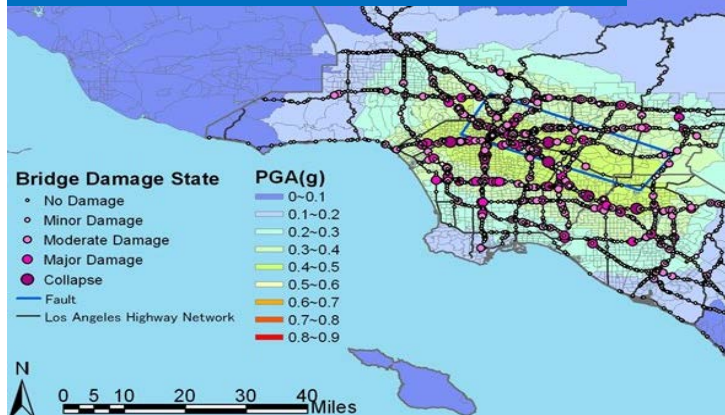 Bridge Damage State
No Damage
Minor Damage
Moderate Damage
Major Damage
Collapse
Fault
Los Angeles Highway Network
PGA(g)
0~0.1
0.1~0.2
0.2~0.3
0.3~0.4
0.4~0.5
0.5~0.6
0.6~0.7
0.7~0.8
0.8~0.9
N
0 5 10 20 30 40
Miles